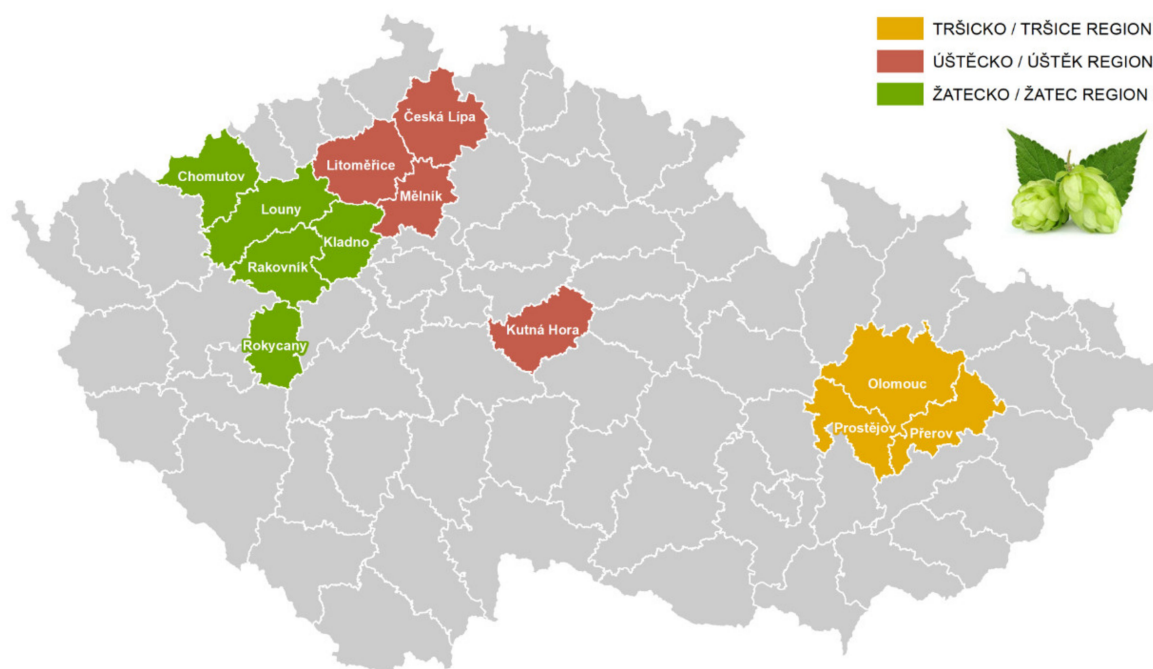 TRŠICKO / TRŠICE REGION
ÚŠTĚCKO / ÚŠTĚK REGION
ŽATECKO / ŽATEC REGION
Česká Lípa
Litoměřice
Chomutov
Mělník
Louny
Kladno
Rakovník
Kutná Hora
Rokycany
Olomouc
Prostějov
Přerov